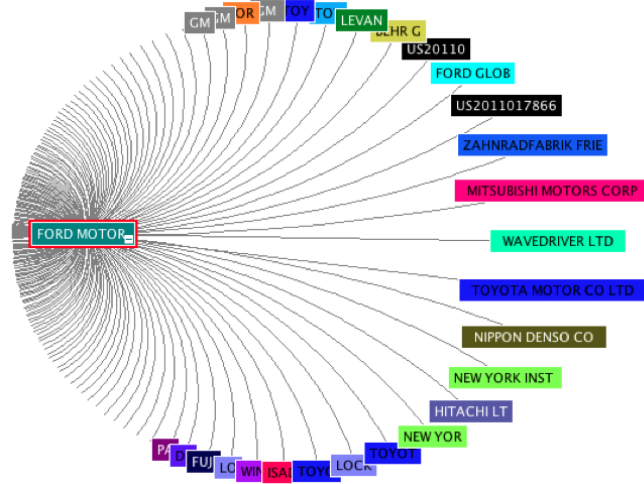 GM
GM
OR
GM
TOY
TO
LEVAN
BEHR G
US20110
FORD GLOB
US2011017866
ZAHNRADFABRIK FRIE
MITSUBISHI MOTORS CORP
FORD MOTOR
WAVEDRIVER LTD
TOYOTA MOTOR CO LTD
NIPPON DENSO CO
NEW YORK INST
HITACHI LT
NEW YOR
TOYOT
LOCK
TOYO
ISAI
WIN
LO
FUJ
D
PA